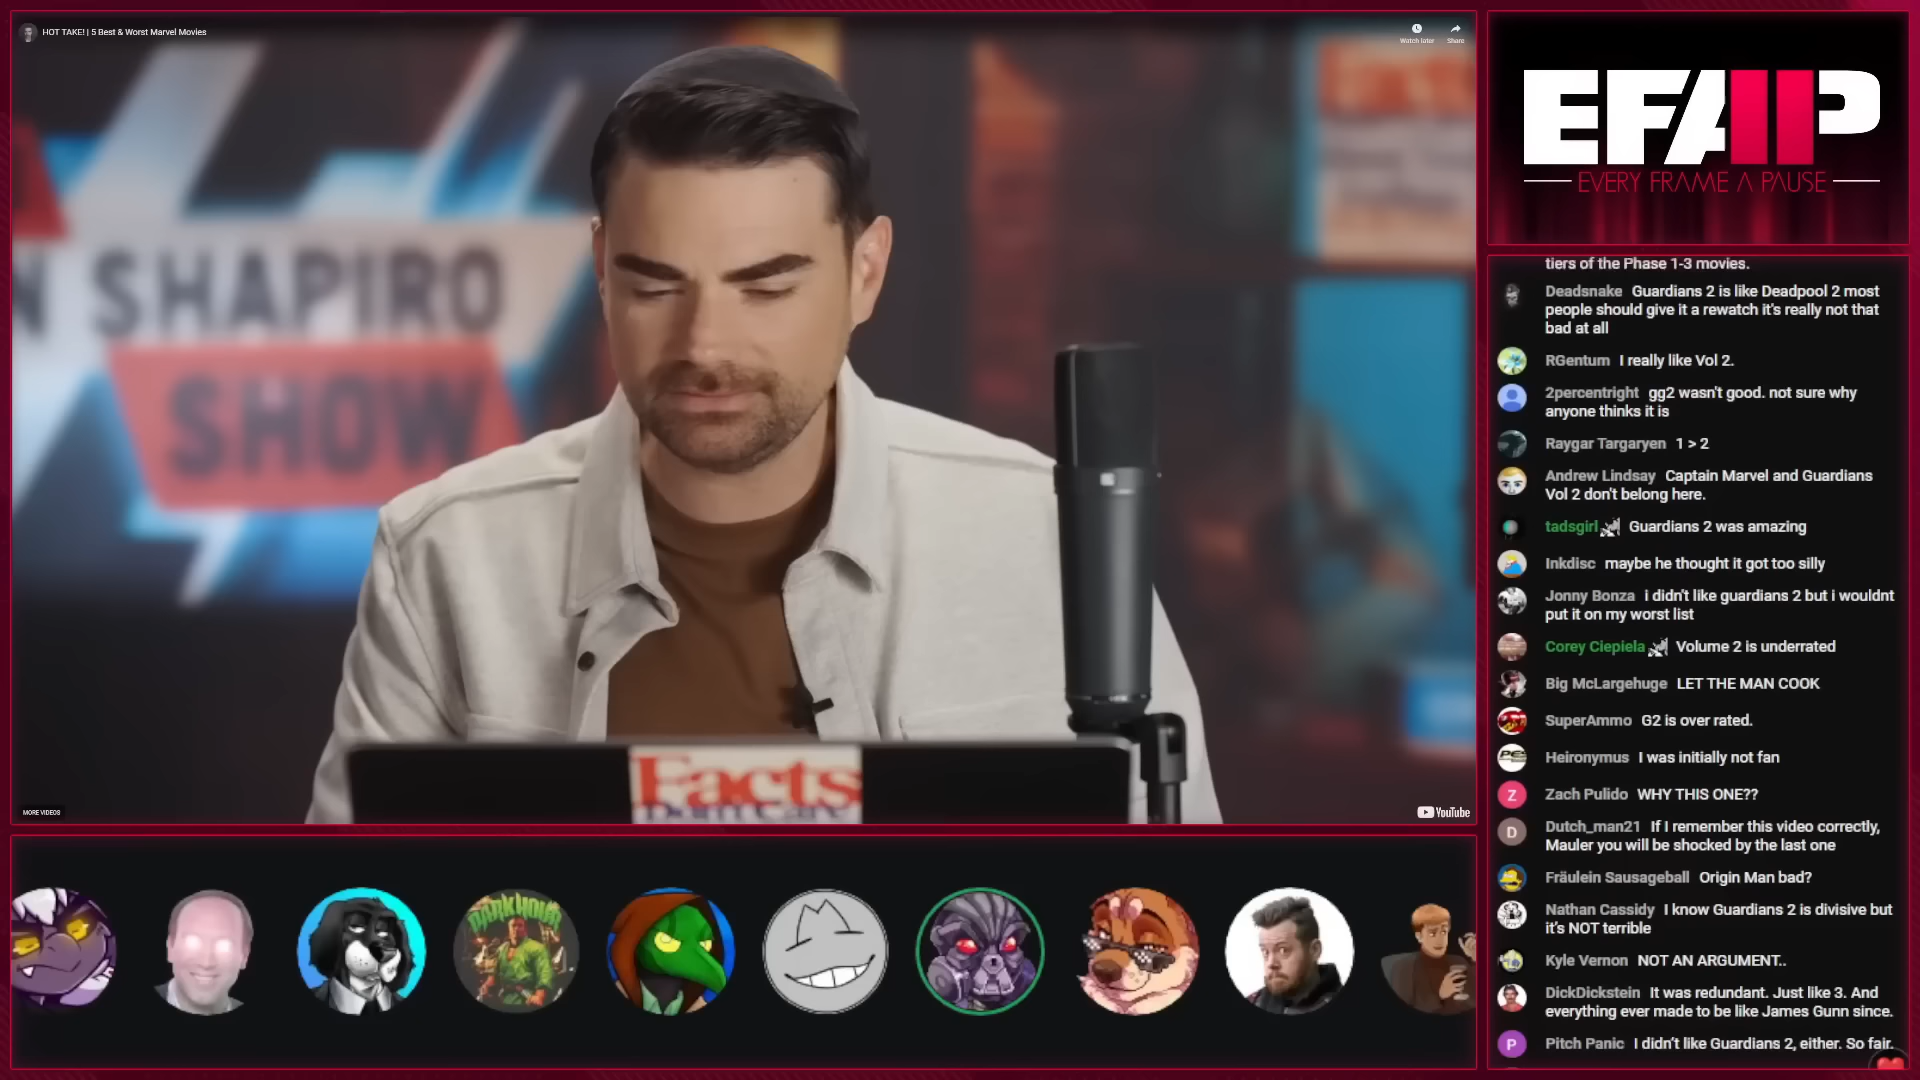 HOT TAKE! | 5 Best & Worst Marvel Movies
Watch later
Share
N SHAPIRO
SHOW
Facts
Don't Care
MORE VIDEOS
YouTube
DARK HOUR
EFAP
EVERY FRAME A PAUSE
tiers of the Phase 1-3 movies.
Deadsnake Guardians 2 is like Deadpool 2 most
people should give it a rewatch it's really not that
bad at all
RGentum I really like Vol 2.
2percentright gg2 wasn't good. not sure why
anyone thinks it is
Raygar Targaryen 1 > 2
Andrew Lindsay Captain Marvel and Guardians
Vol 2 don't belong here.
tadsgirl Guardians 2 was amazing
Inkdisc maybe he thought it got too silly
Jonny Bonza i didn't like guardians 2 but i wouldnt
put it on my worst list
Corey Ciepiela Volume 2 is underrated
Big McLargehuge LET THE MAN COOK
SuperAmmo G2 is over rated.
Heironymus I was initially not fan
Z
Zach Pulido WHY THIS ONE??
D
Dutch_man21 If I remember this video correctly,
Mauler you will be shocked by the last one
Fräulein Sausageball Origin Man bad?
Nathan Cassidy I know Guardians 2 is divisive but
it's NOT terrible
Kyle Vernon NOT AN ARGUMENT..
DickDickstein It was redundant. Just like 3. And
everything ever made to be like James Gunn since.
P
Pitch Panic I didn't like Guardians 2, either. So fair.